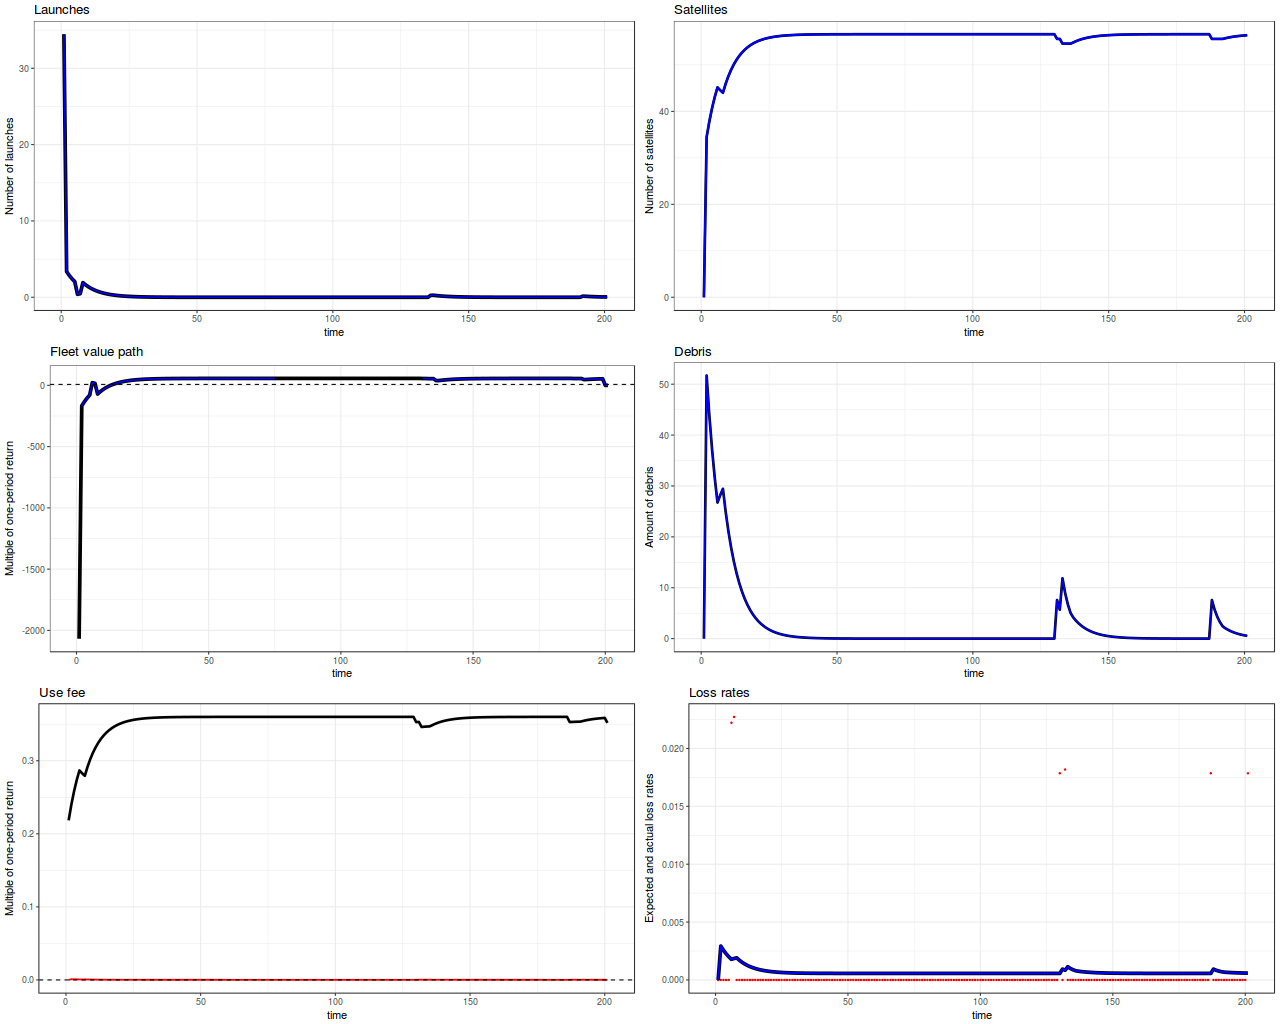 Launches
Number of launches
30
20
10
0
0 50 100 150 200
time
Satellites
Number of satellites
40
20
0
0 50 100 150 200
time
Fleet value path
Multiple of one-period return
0
-500
-1000
-1500
-2000
0 50 100 150 200
time
Debris
Amount of debris
50
40
30
20
10
0
0 50 100 150 200
time
Use fee
Multiple of one-period return
0.3
0.2
0.1
0.0
0 50 100 150 200
time
Loss rates
Expected and actual loss rates
0.020
0.015
0.010
0.005
0.000
0 50 100 150 200
time